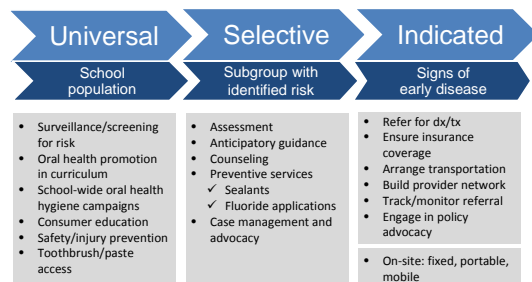 Universal
School
population
• Surveillance/screening
for risk
• Oral health promotion
in curriculum
• School-wide oral health
hygiene campaigns
• Consumer education
• Safety/injury prevention
• Toothbrush/paste
access
Selective
Subgroup with
identified risk
• Assessment
• Anticipatory guidance
• Counseling
• Preventive services
✓ Sealants
✓ Fluoride applications
• Case management and
advocacy
Indicated
Signs of
early disease
• Refer for dx/tx
• Ensure insurance
coverage
• Arrange transportation
• Build provider network
• Track/monitor referral
• Engage in policy
advocacy
• On-site: fixed, portable,
mobile